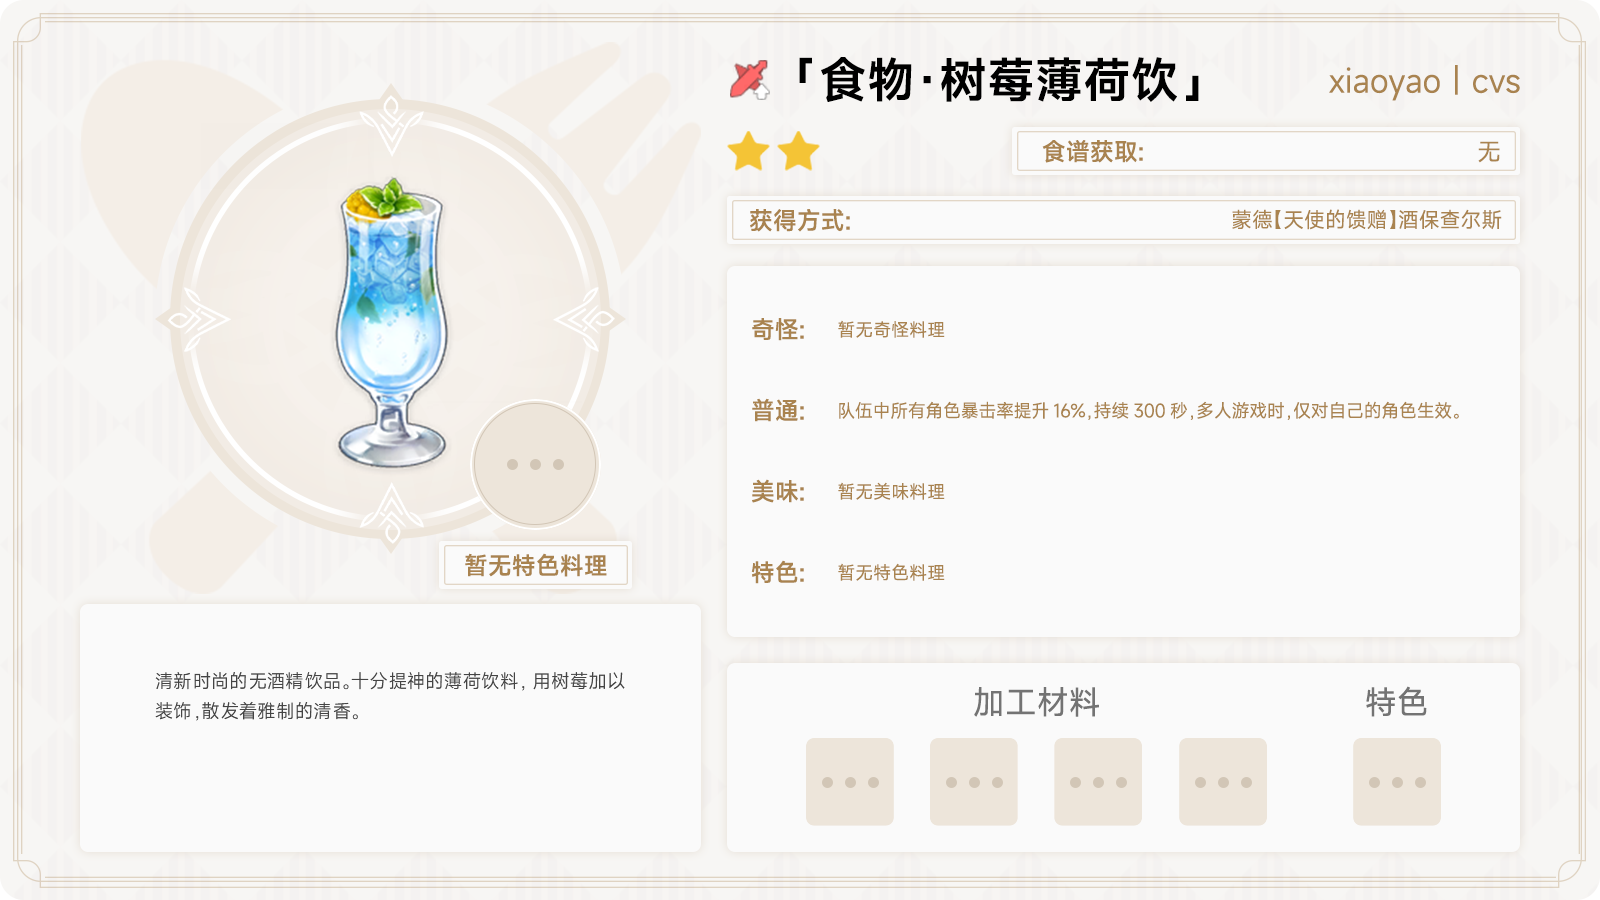 「食物·树莓薄荷饮」
xiaoyao | cvs
食谱获取: 无
获得方式: 蒙德【天使的馈赠】酒保查尔斯
奇怪: 暂无奇怪料理
普通: 队伍中所有角色暴击率提升 16%,持续 300 秒,多人游戏时,仅对自己的角色生效。
美味: 暂无美味料理
特色: 暂无特色料理
暂无特色料理
清新时尚的无酒精饮品。十分提神的薄荷饮料, 用树莓加以
装饰,散发着雅制的清香。
加工材料 特色